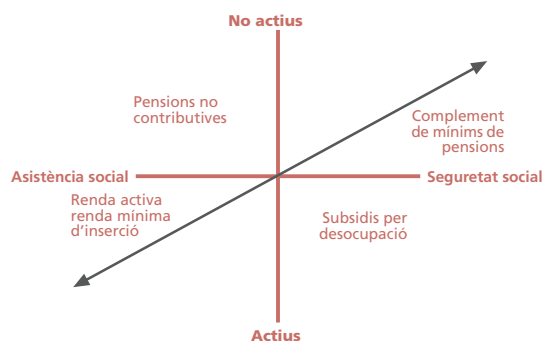 No actius
Pensions no
contributives
Complement
de mínims de
pensions
Asistència social
Seguretat social
Renda activa
renda mínima
d’inserció
Subsidis per
desocupació
Actius